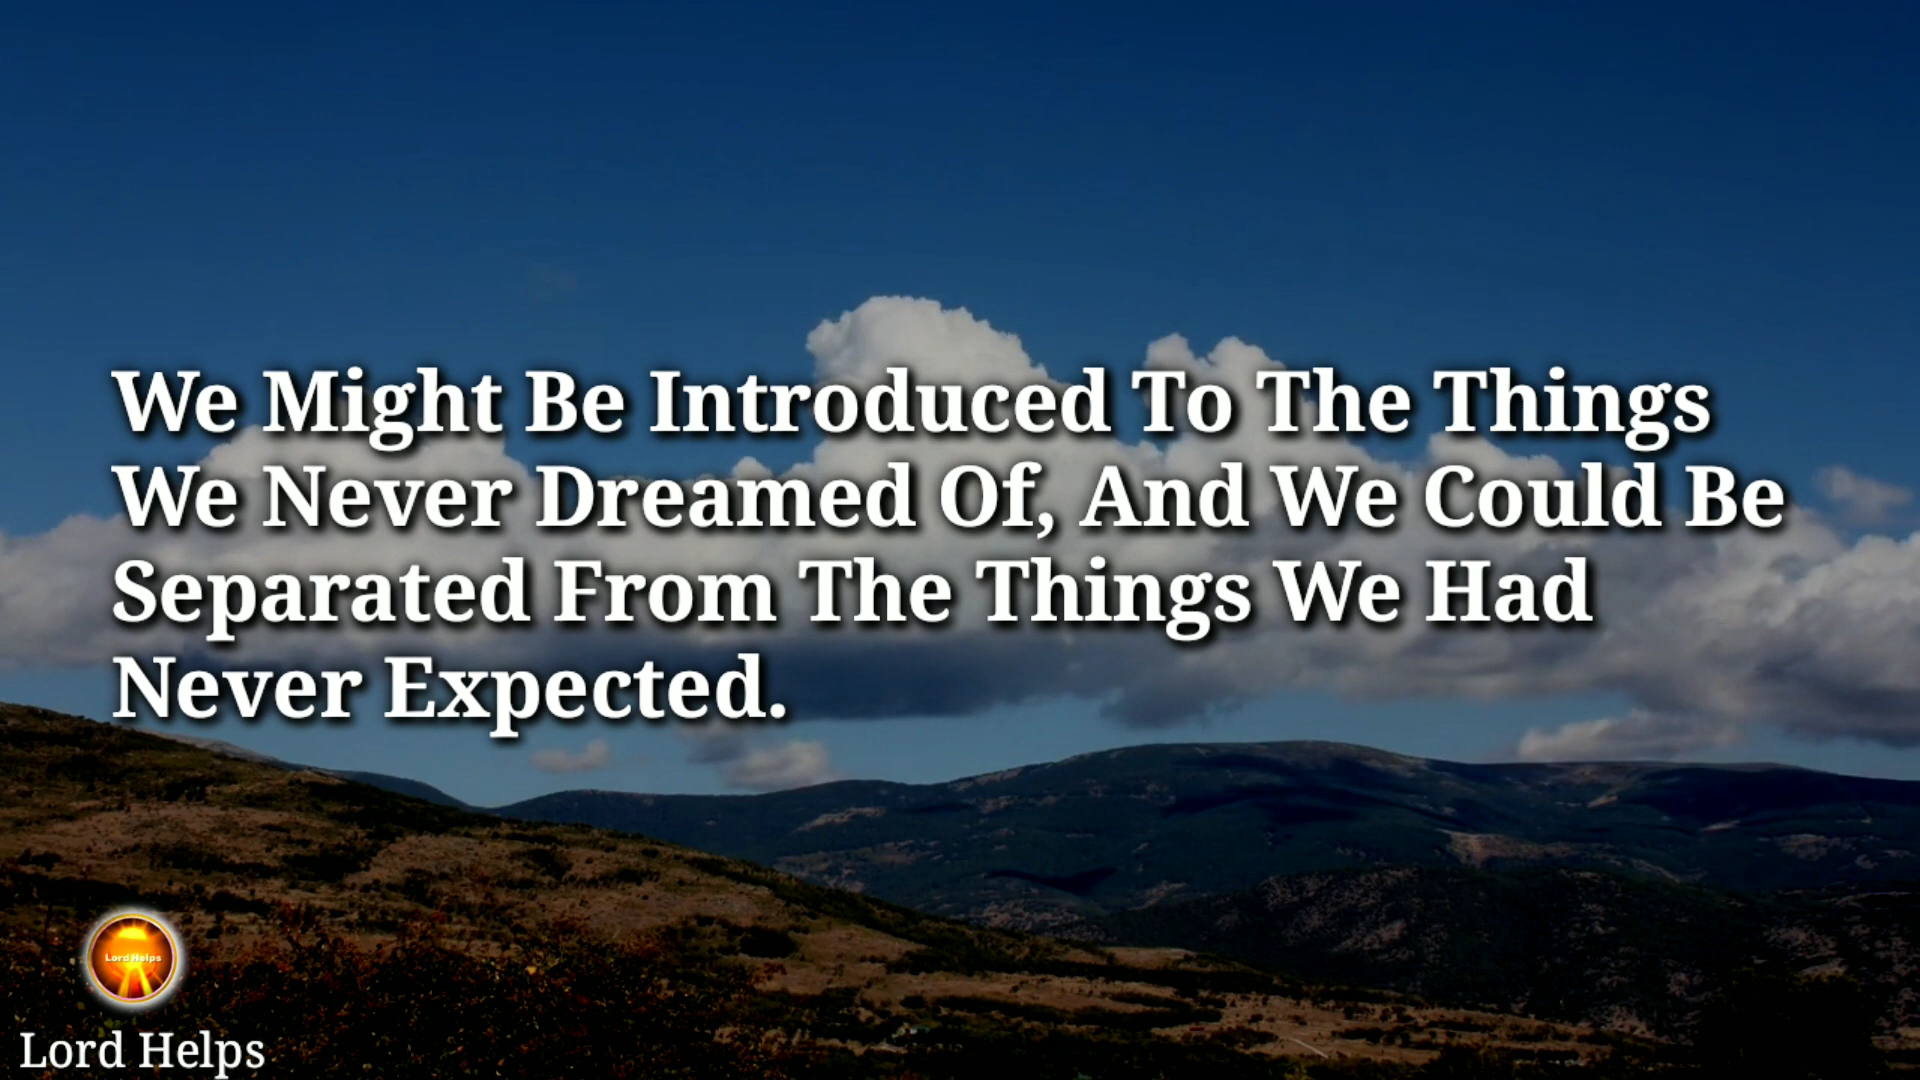 We Might Be Introduced To The Things
We Never Dreamed Of, And We Could Be
Separated From The Things We Had
Never Expected.
Lord Helps
Lord Helps